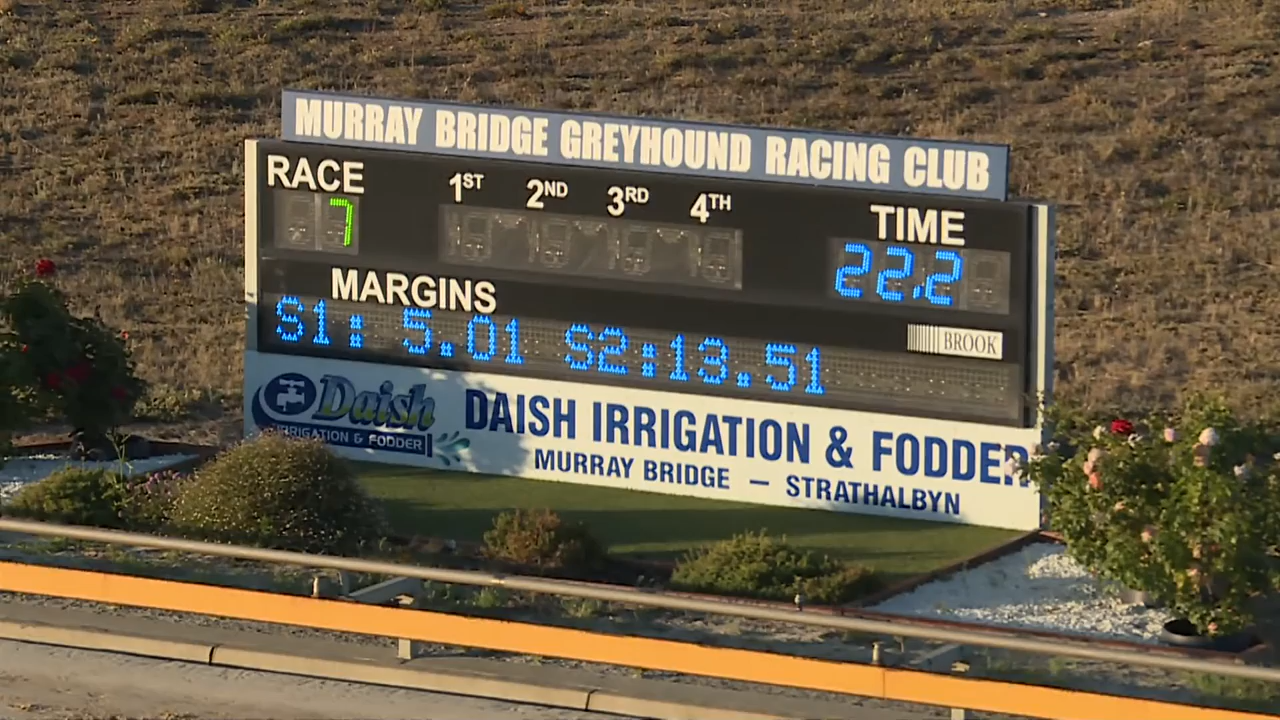 MURRAY BRIDGE GREYHOUND RACING CLUB
RACE 1ST 2ND 3RD 4TH TIME
7 22.2
MARGINS
S1: 5.01 S2:13.51
BROOK
Daish
IRRIGATION & FODDER
DAISH IRRIGATION & FODDER
MURRAY BRIDGE – STRATHALBYN